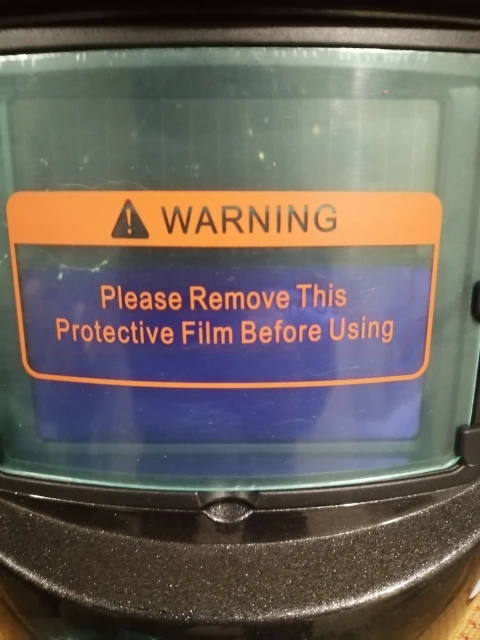 WARNING
Please Remove This
Protective Film Before Using